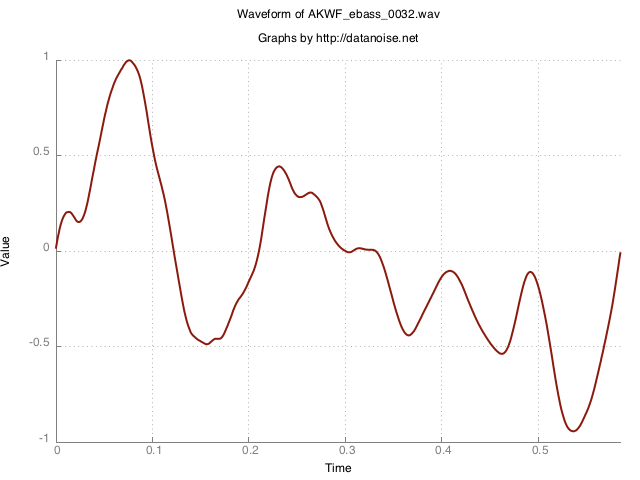 Waveform of AKWF_ebass_0032.wav
Graphs by http://datanoise.net
1
0.5
0
-0.5
-1
Value
0 0.1 0.2 0.3 0.4 0.5
Time